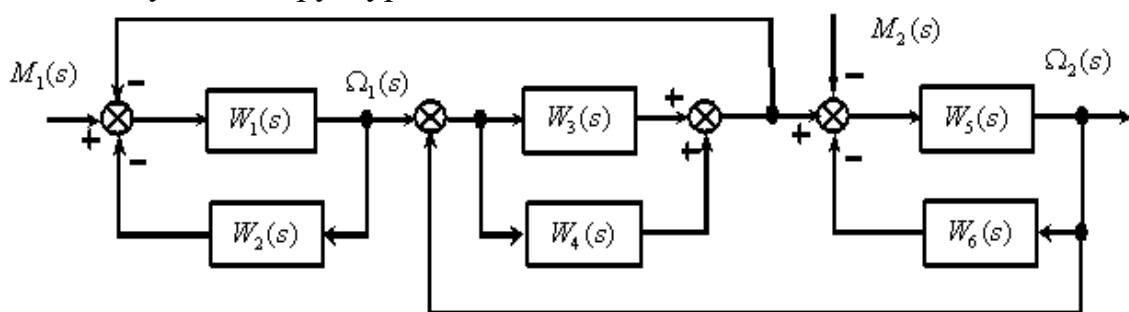 M₁(s)
M₂(s)
Ω₁(s)
Ω₂(s)
W₁(s)
W₃(s)
W₅(s)
W₂(s)
W₄(s)
W₆(s)
−
+
−
+
+
−
+
−